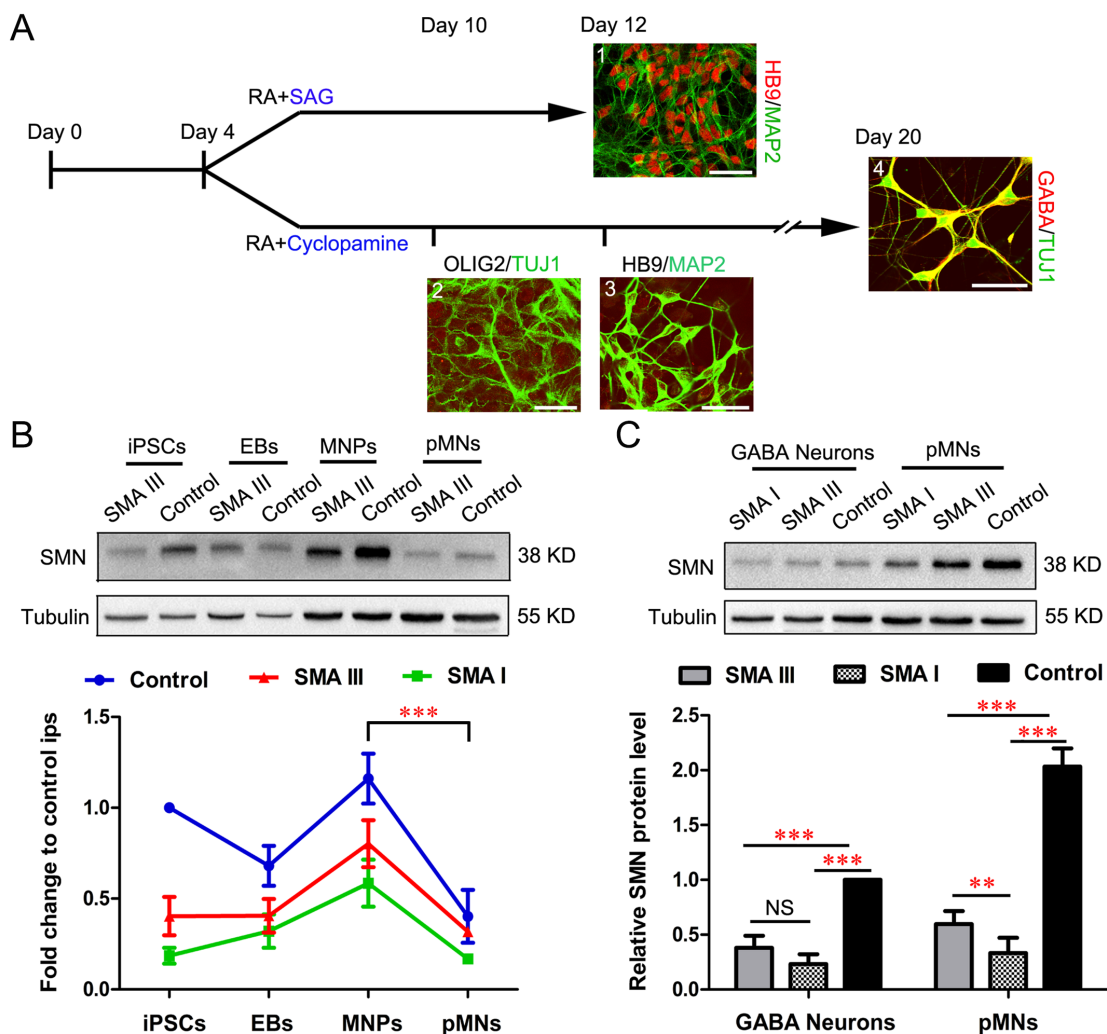 A
Day 0
Day 4
Day 10
Day 12
Day 20
RA+SAG
RA+Cyclopamine
1
HB9/MAP2
OLIG2/TUJ1
2
HB9/MAP2
3
4
GABA/TUJ1
B
iPSCs EBs MNPs pMNs
SMA III Control SMA III Control SMA III Control SMA III Control
SMN 38 KD
Tubulin 55 KD
Control SMA III SMA I
Fold change to control ips
1.5
1.0
0.5
0.0
***
iPSCs EBs MNPs pMNs
C
GABA Neurons pMNs
SMA I SMA III Control SMA I SMA III Control
SMN 38 KD
Tubulin 55 KD
SMA III SMA I Control
Relative SMN protein level
2.5
2.0
1.5
1.0
0.5
0.0
***
***
NS
***
***
**
GABA Neurons pMNs